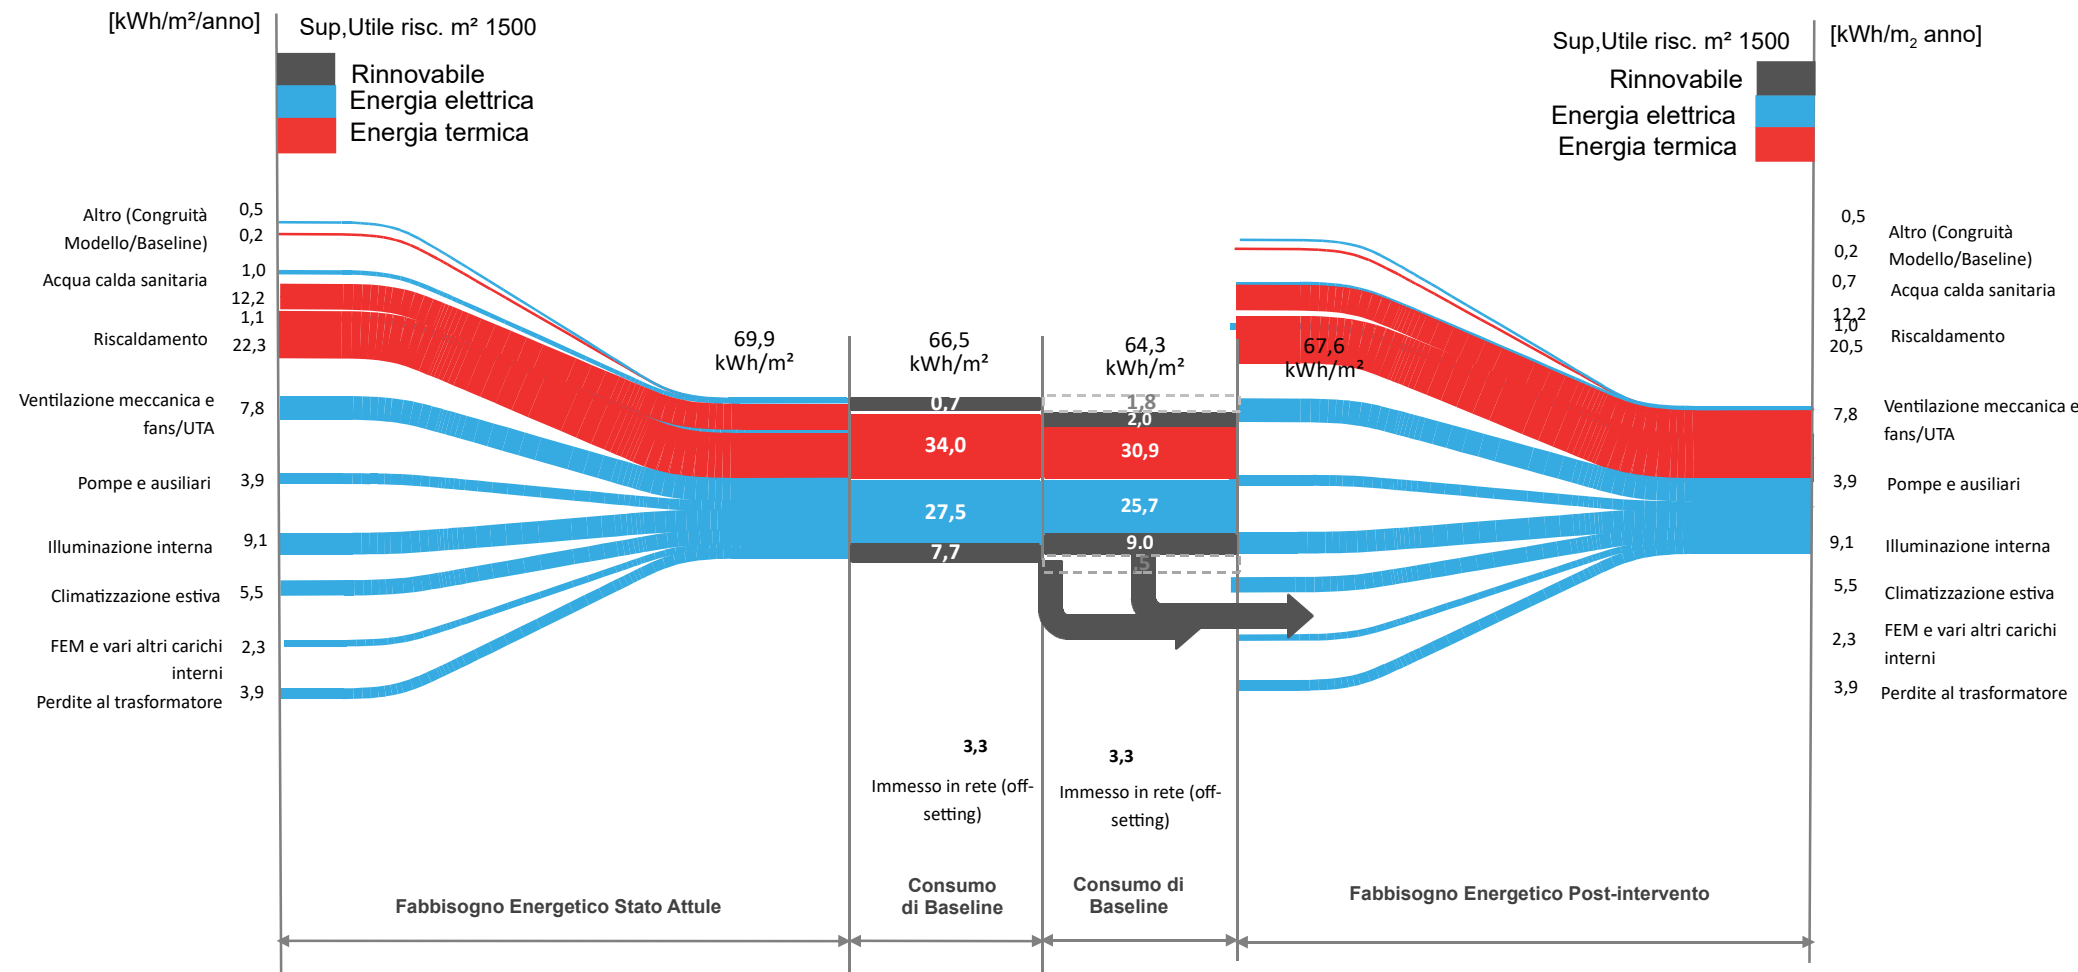 [kWh/m²/anno]
Sup,Utile risc. m² 1500
Rinnovabile
Energia elettrica
Energia termica
Sup,Utile risc. m² 1500
[kWh/m₂ anno]
Rinnovabile
Energia elettrica
Energia termica
Altro (Congruità
Modello/Baseline)
0,5
0,2
Acqua calda sanitaria
1,0
12,2
Riscaldamento
1,1
22,3
Ventilazione meccanica e
fans/UTA
7,8
Pompe e ausiliari
3,9
Illuminazione interna
9,1
Climatizzazione estiva
5,5
FEM e vari altri carichi
interni
2,3
Perdite al trasformatore
3,9
69,9
kWh/m²
66,5
kWh/m²
64,3
kWh/m²
67,6
kWh/m²
0,7
34,0
27,5
7,7
1,8
2,0
30,9
25,7
9.0
,5
3,3
Immesso in rete (off-
setting)
3,3
Immesso in rete (off-
setting)
0,5
0,2
Altro (Congruità
Modello/Baseline)
0,7
12,2
Acqua calda sanitaria
1,0
20,5
Riscaldamento
7,8
Ventilazione meccanica e
fans/UTA
3,9
Pompe e ausiliari
9,1
Illuminazione interna
5,5
Climatizzazione estiva
2,3
FEM e vari altri carichi
interni
3,9
Perdite al trasformatore
Fabbisogno Energetico Stato Attule
Consumo
di Baseline
Consumo di
Baseline
Fabbisogno Energetico Post-intervento